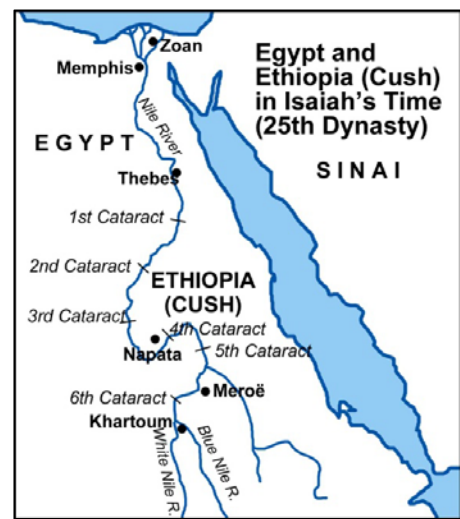 Zoan
Memphis
Egypt and
Ethiopia (Cush)
in Isaiah's Time
(25th Dynasty)
Nile River
EGYPT
SINAI
Thebes
1st Cataract
2nd Cataract
ETHIOPIA
(CUSH)
3rd Cataract
4th Cataract
Napata
5th Cataract
6th Cataract
Meroë
Khartoum
White Nile R.
Blue Nile R.